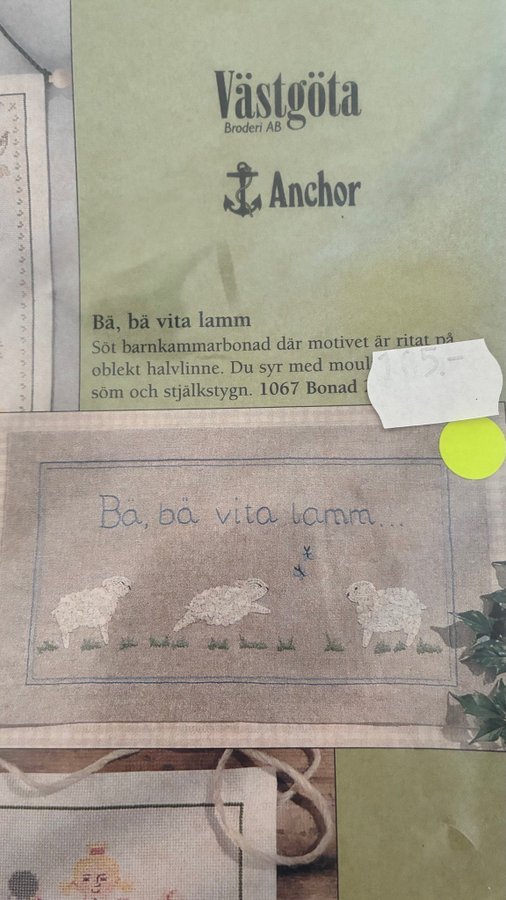 Västgöta
Broderi AB
Anchor
Bä, bä vita lamm
Söt barnkammarbonad där motivet är ritat på
oblekt halvlinne. Du syr med
söm och stjälkstygn. 1067 Bonad
165.-
Bä, bä vita lamm...